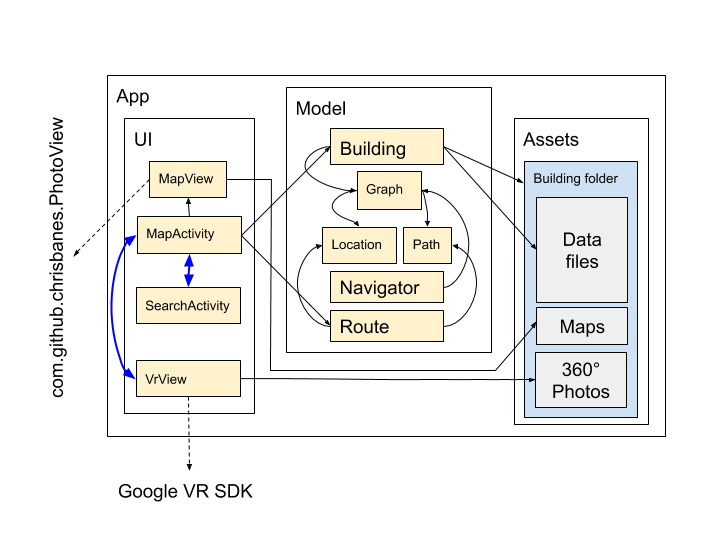 com.github.chrisbanes.PhotoView
App
UI
MapView
MapActivity
SearchActivity
VrView
Model
Building
Graph
Location
Path
Navigator
Route
Assets
Building folder
Data
files
Maps
360°
Photos
Google VR SDK